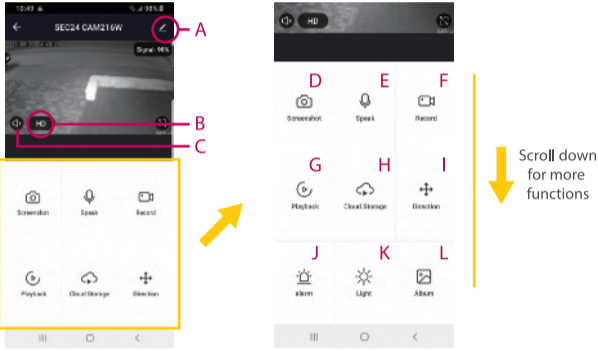 10:49 98%
SEC24 CAM216W
A
Signal: 98%
HD
B
C
Screenshot Speak Record
Playback Cloud Storage Direction
HD
D E F
Screenshot Speak Record
G H I
Playback Cloud Storage Direction
J K L
alarm Light Album
Scroll down
for more
functions